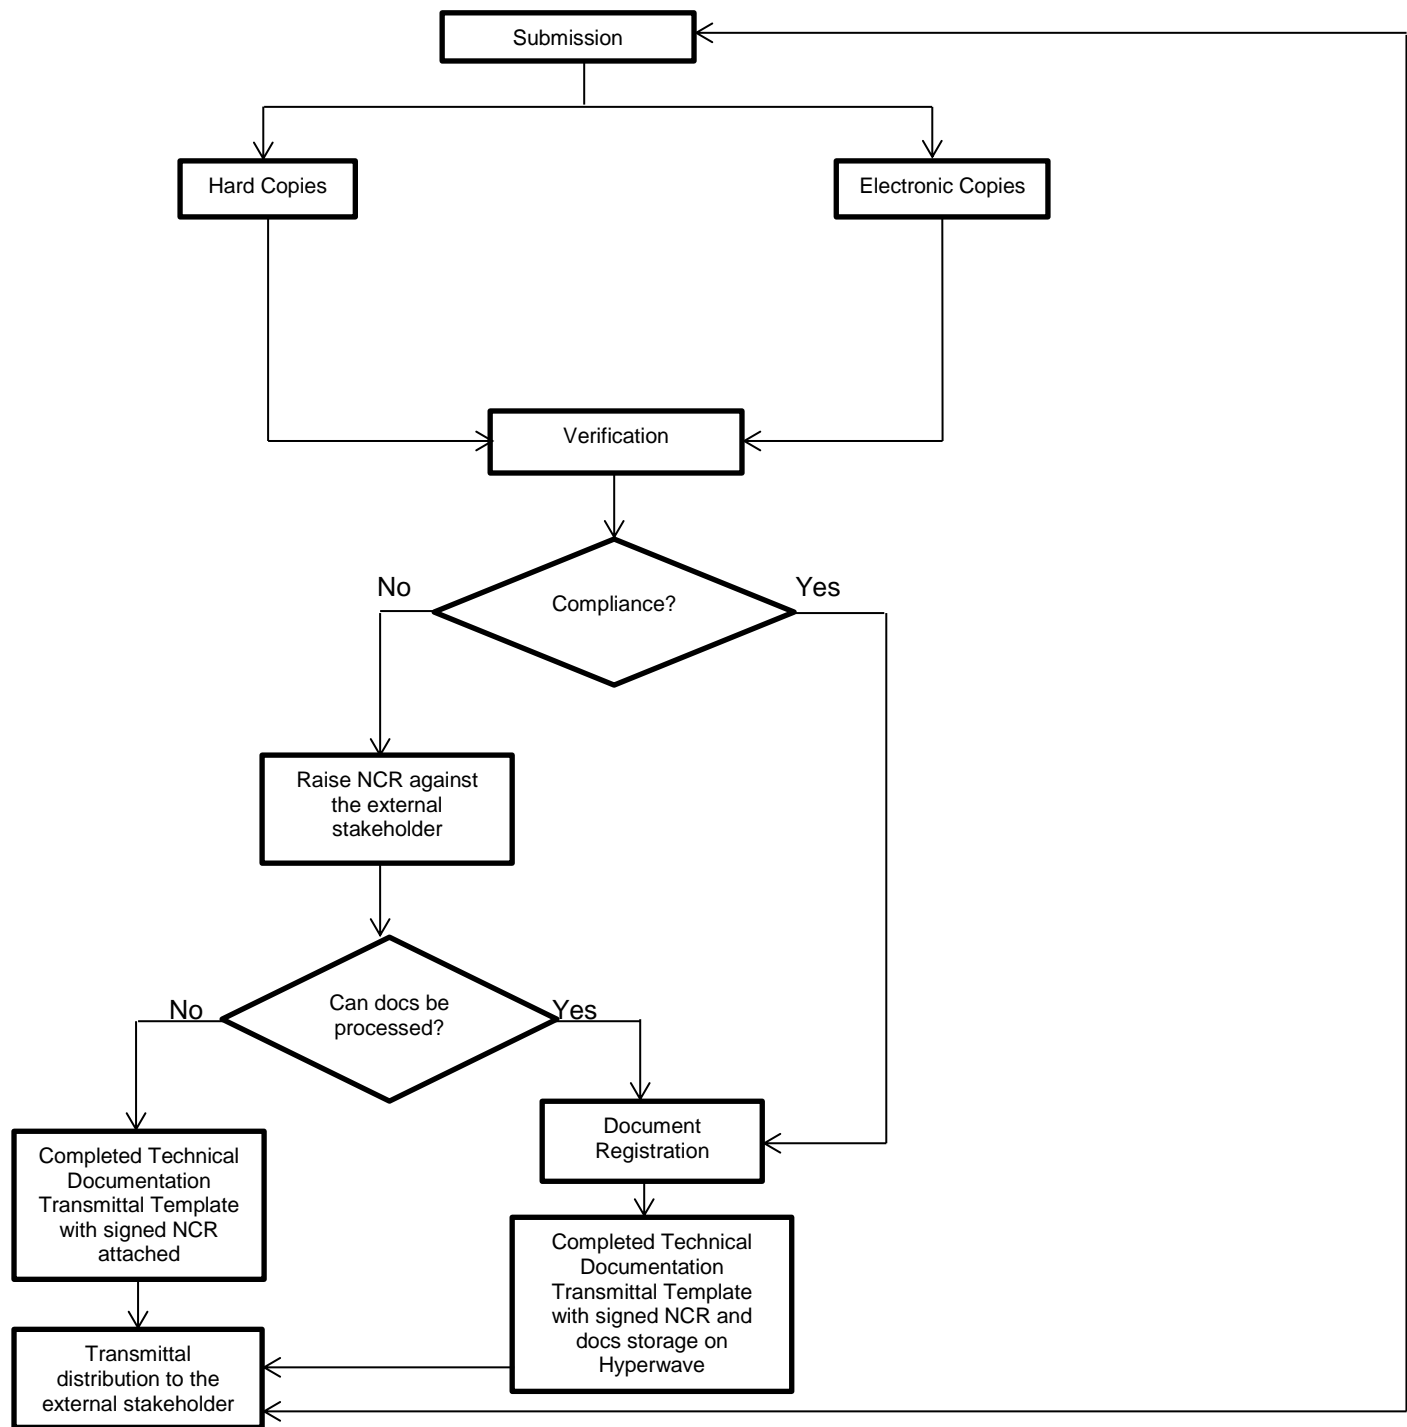 Submission
Hard Copies
Electronic Copies
Verification
No
Yes
Compliance?
Raise NCR against
the external
stakeholder
No
Can docs be
processed?
Yes
Document
Registration
Completed Technical
Documentation
Transmittal Template
with signed NCR
attached
Completed Technical
Documentation
Transmittal Template
with signed NCR and
docs storage on
Hyperwave
Transmittal
distribution to the
external stakeholder